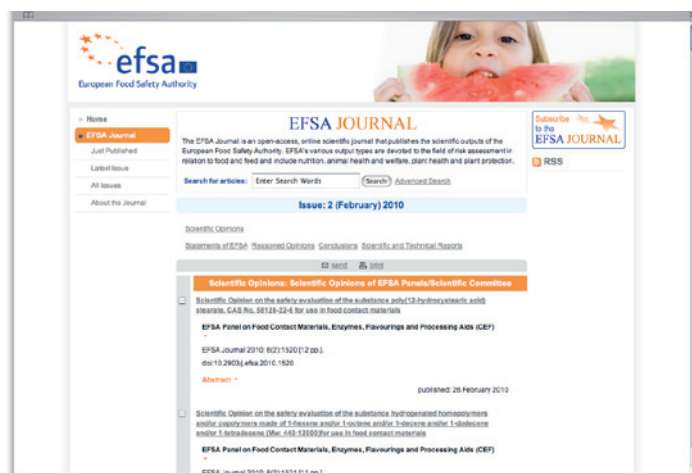 efsa
European Food Safety Authority
Home
EFSA Journal
Just Published
Latest Issue
All Issues
About the Journal
EFSA JOURNAL
The EFSA Journal is an open-access, online scientific journal that publishes the scientific outputs of the
European Food Safety Authority. EFSA's various output types are devoted to the field of risk assessment in
relation to food and feed and include nutrition, animal health and welfare, plant health and plant protection.
Search for articles: Enter Search Words Search Advanced Search
Subscribe
to the
EFSA JOURNAL
RSS
Issue: 2 (February) 2010
Scientific Opinions
Statements of EFSA Reasoned Opinions Conclusions Scientific and Technical Reports
send print
Scientific Opinions: Scientific Opinions of EFSA Panels/Scientific Committee
Scientific Opinion on the safety evaluation of the substance poly(12-hydroxystearic acid)
stearate, CAS No. 58128-22-6 for use in food contact materials
EFSA Panel on Food Contact Materials, Enzymes, Flavourings and Processing Aids (CEF)
EFSA Journal 2010; 8(2):1520 [12 pp.].
doi:10.2903/j.efsa.2010.1520
Abstract
published: 26 February 2010
Scientific Opinion on the safety evaluation of the substance hydrogenated homopolymers
and/or copolymers made of 1-hexene and/or 1-octene and/or 1-decene and/or 1-dodecene
and/or 1-tetradecene (Mw: 440-12000)for use in food contact materials
EFSA Panel on Food Contact Materials, Enzymes, Flavourings and Processing Aids (CEF)
EFSA Journal 2010; 8(2):1521 [11 pp.].